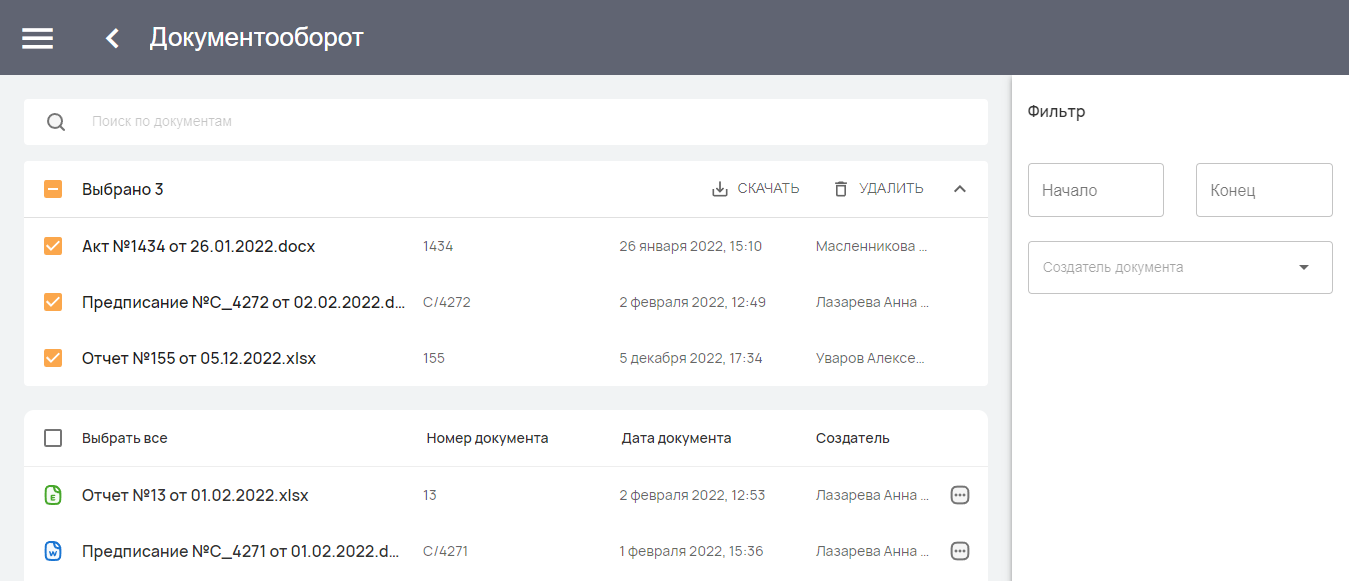 Документооборот
Поиск по документам
Выбрано 3 СКАЧАТЬ УДАЛИТЬ
Акт №1434 от 26.01.2022.docx 1434 26 января 2022, 15:10 Масленникова ...
Предписание №С_4272 от 02.02.2022.d... С/4272 2 февраля 2022, 12:49 Лазарева Анна ...
Отчет №155 от 05.12.2022.xlsx 155 5 декабря 2022, 17:34 Уваров Алексе...
Выбрать все Номер документа Дата документа Создатель
E Отчет №13 от 01.02.2022.xlsx 13 2 февраля 2022, 12:53 Лазарева Анна ...
W Предписание №С_4271 от 01.02.2022.d... С/4271 1 февраля 2022, 15:36 Лазарева Анна ...
Фильтр
Начало Конец
Создатель документа